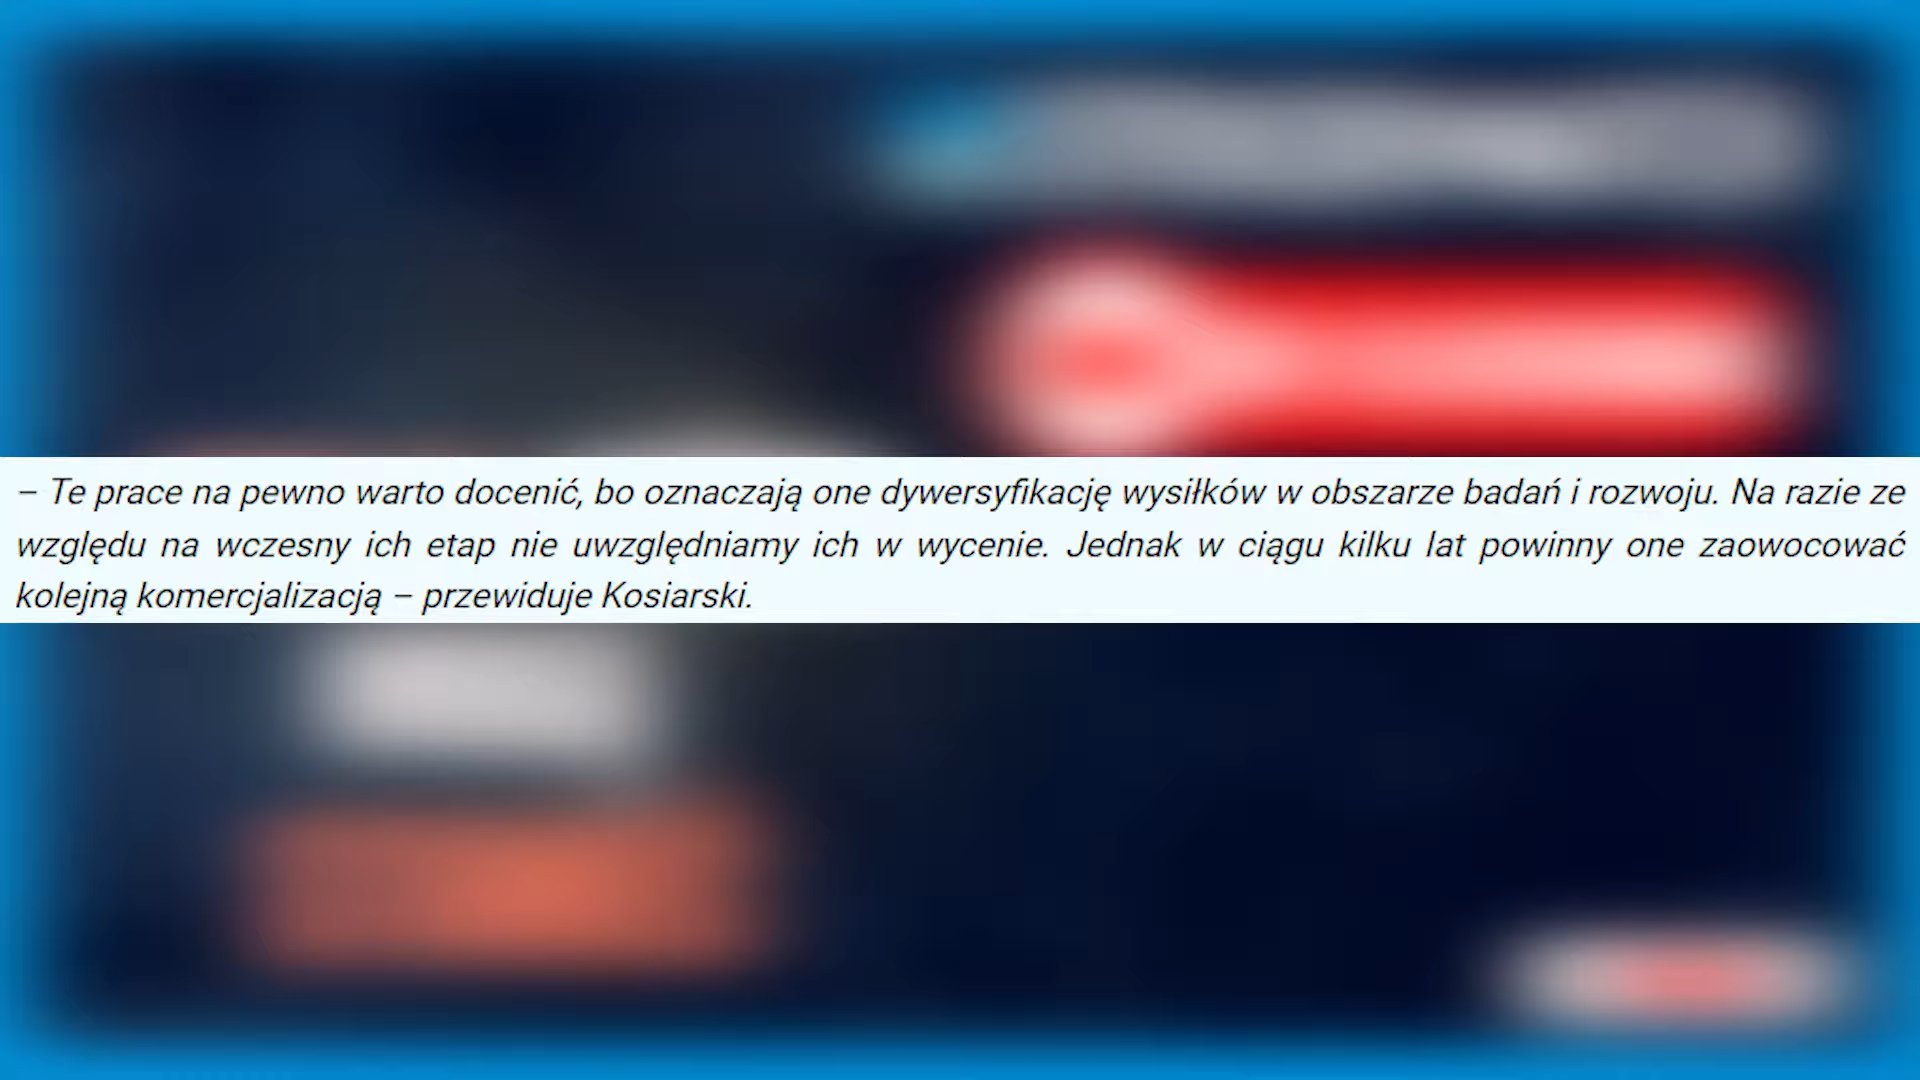 – Te prace na pewno warto docenić, bo oznaczają one dywersyfikację wysiłków w obszarze badań i rozwoju. Na razie ze
względu na wczesny ich etap nie uwzględniamy ich w wycenie. Jednak w ciągu kilku lat powinny one zaowocować
kolejną komercjalizacją – przewiduje Kosiarski.